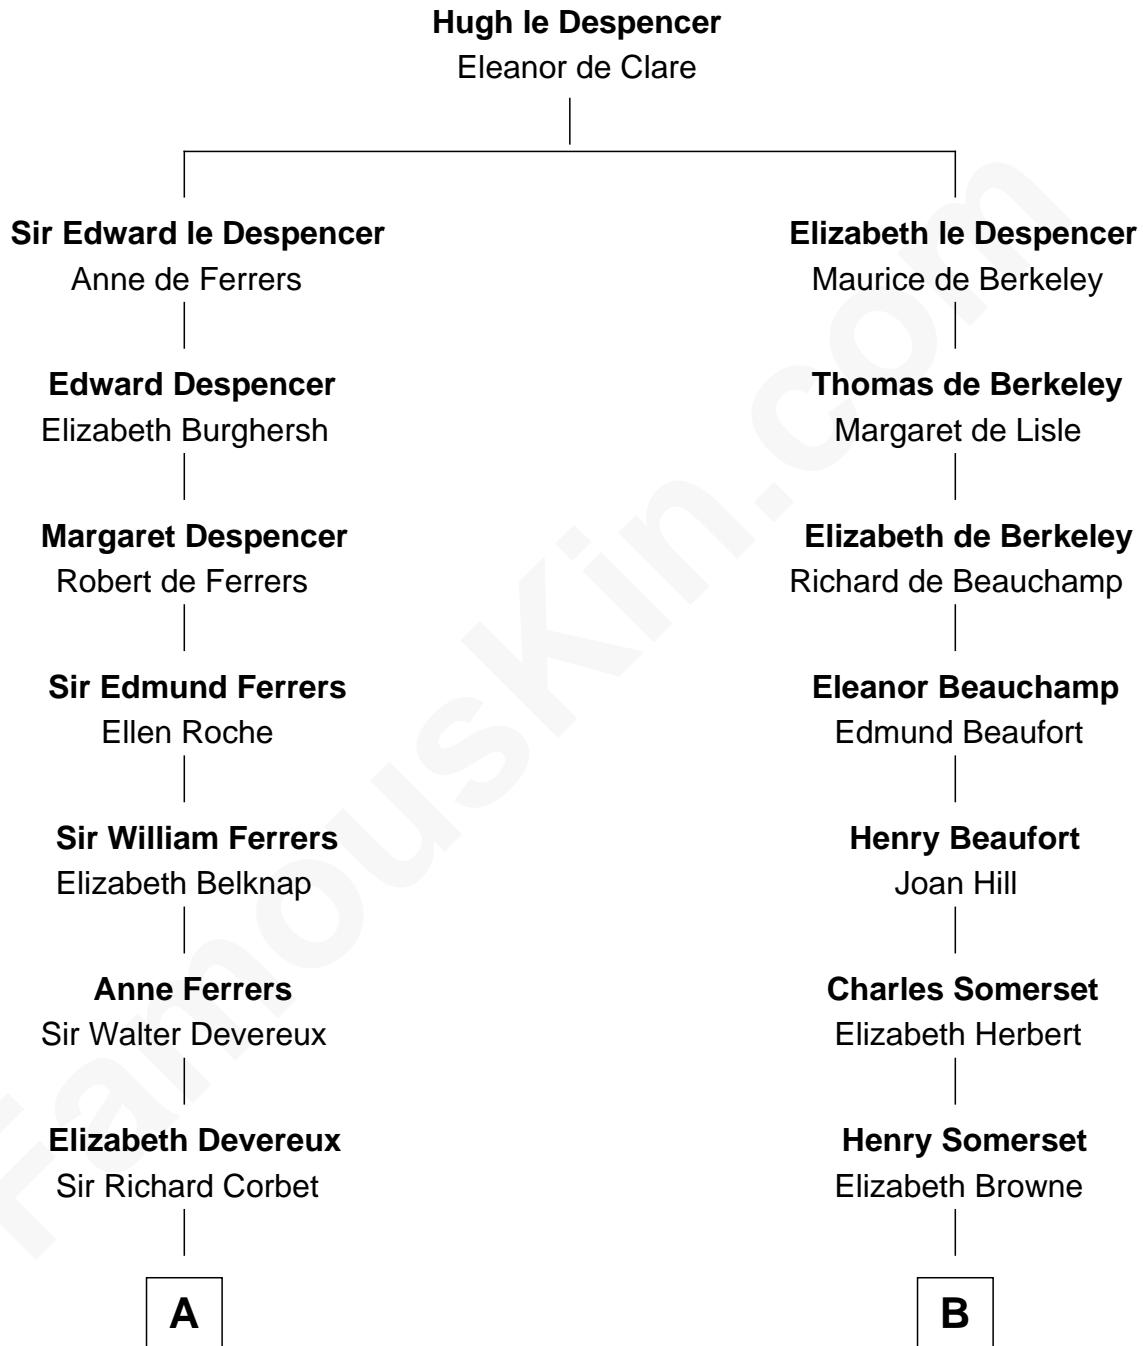 Hugh le Despencer
Eleanor de Clare
Sir Edward le Despencer
Anne de Ferrers
Elizabeth le Despencer
Maurice de Berkeley
Edward Despencer
Elizabeth Burghersh
Thomas de Berkeley
Margaret de Lisle
Margaret Despencer
Robert de Ferrers
Elizabeth de Berkeley
Richard de Beauchamp
Sir Edmund Ferrers
Ellen Roche
Eleanor Beauchamp
Edmund Beaufort
Sir William Ferrers
Elizabeth Belknap
Henry Beaufort
Joan Hill
Anne Ferrers
Sir Walter Devereux
Charles Somerset
Elizabeth Herbert
Elizabeth Devereux
Sir Richard Corbet
Henry Somerset
Elizabeth Browne
A
B
FamousKin.com